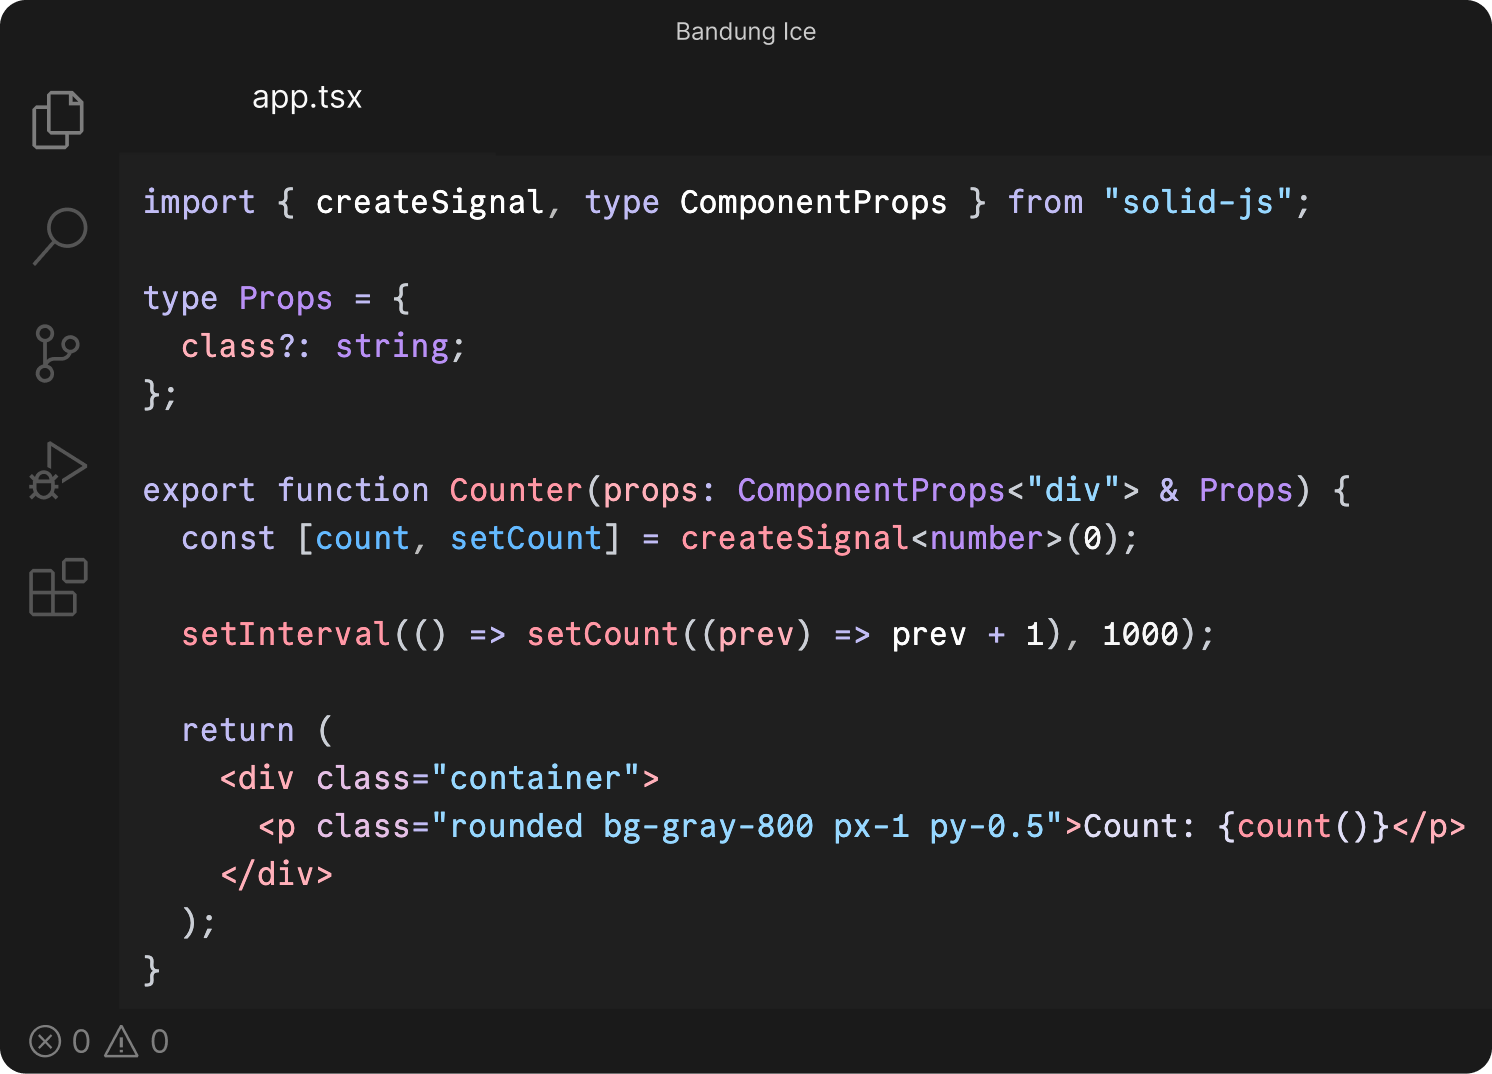 Bandung Ice
app.tsx
import { createSignal, type ComponentProps } from "solid-js";
type Props = {
  class?: string;
};
export function Counter(props: ComponentProps<"div"> & Props) {
  const [count, setCount] = createSignal<number>(0);
  setInterval(() => setCount((prev) => prev + 1), 1000);
  return (
    <div class="container">
      <p class="rounded bg-gray-800 px-1 py-0.5">Count: {count()}</p>
    </div>
  );
}
0 0